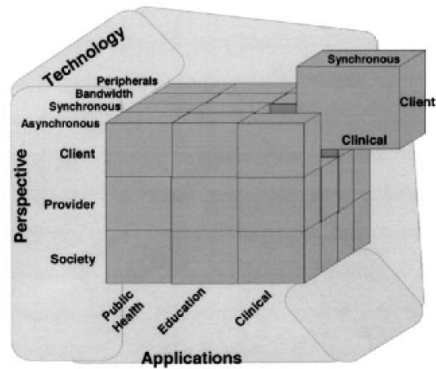 Technology
Peripherals
Bandwidth
Synchronous
Asynchronous
Synchronous
Client
Clinical
Perspective
Client
Provider
Society
Public
Health
Education
Clinical
Applications